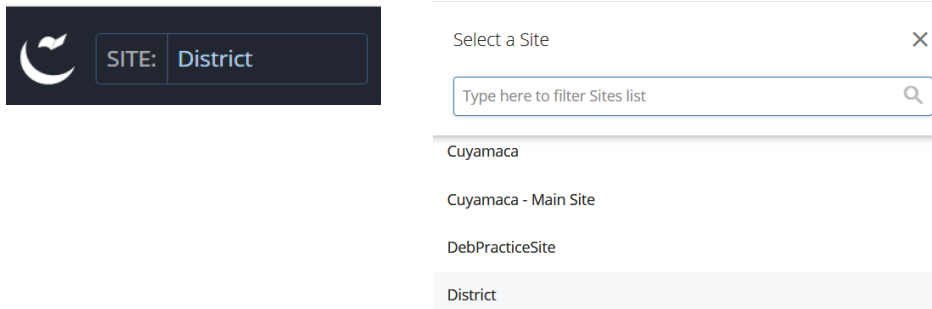 SITE: District
Select a Site
Type here to filter Sites list
Cuyamaca
Cuyamaca - Main Site
DebPracticeSite
District